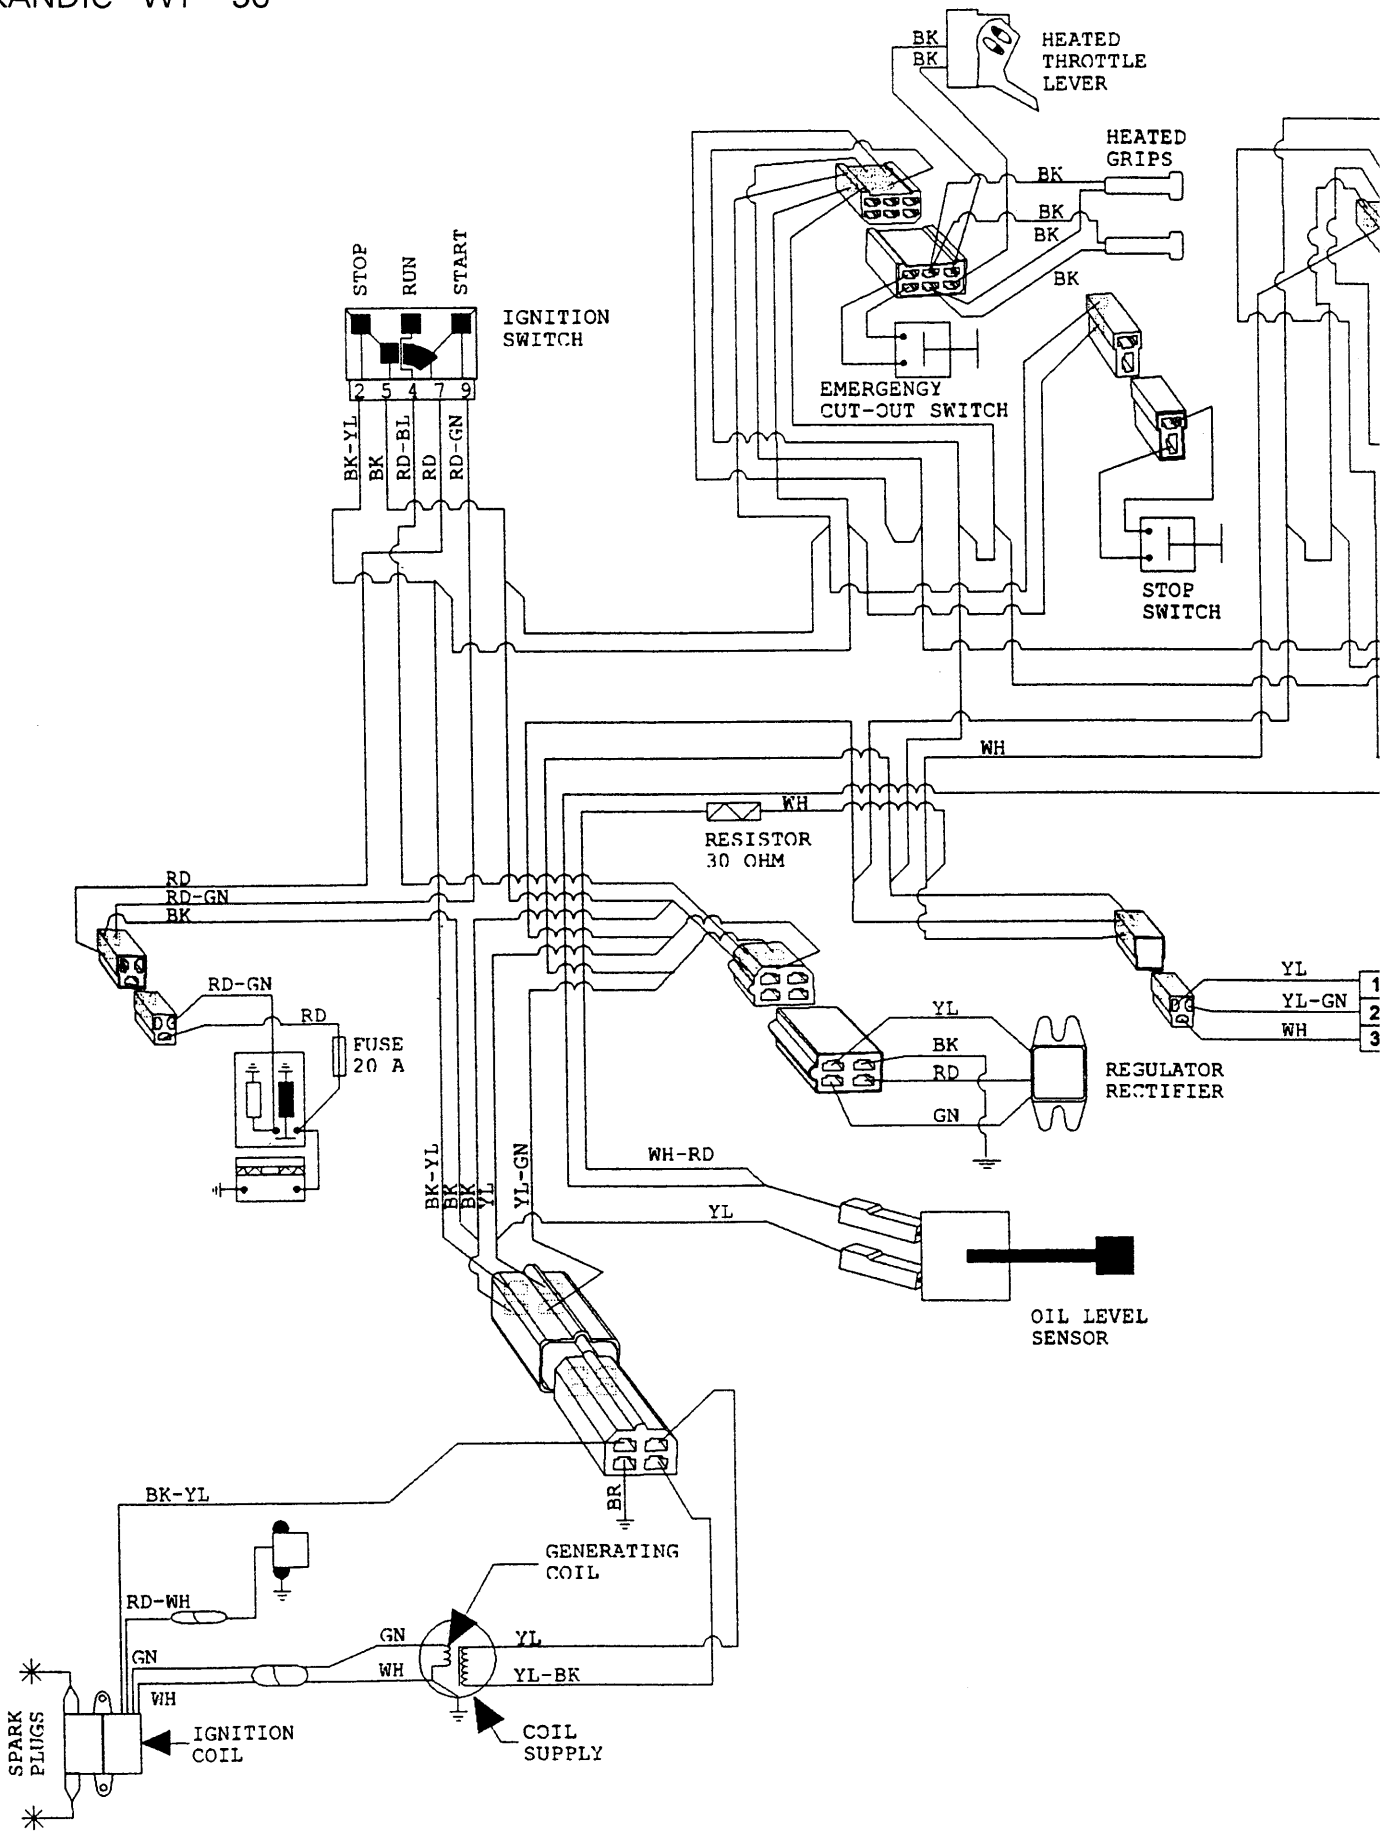 BK
BK
HEATED
THROTTLE
LEVER
HEATED
GRIPS
BK
BK
BK
BK
STOP
RUN
START
IGNITION
SWITCH
2 5 4 7 9
BK-YL
BK
RD-BL
RD
RD-GN
EMERGENGY
CUT-OUT SWITCH
STOP
SWITCH
WH
WH
RESISTOR
30 OHM
RD
RD-GN
BK
RD-GN
RD
FUSE
20 A
YL
BK
RD
GN
REGULATOR
RECTIFIER
YL
YL-GN
WH
1
2
3
BK-YL
BK
BK
YL
YL-GN
WH-RD
YL
OIL LEVEL
SENSOR
BR
BK-YL
RD-WH
GN
WH
GN
WH
YL
YL-BK
GENERATING
COIL
COIL
SUPPLY
IGNITION
COIL
SPARK
PLUGS